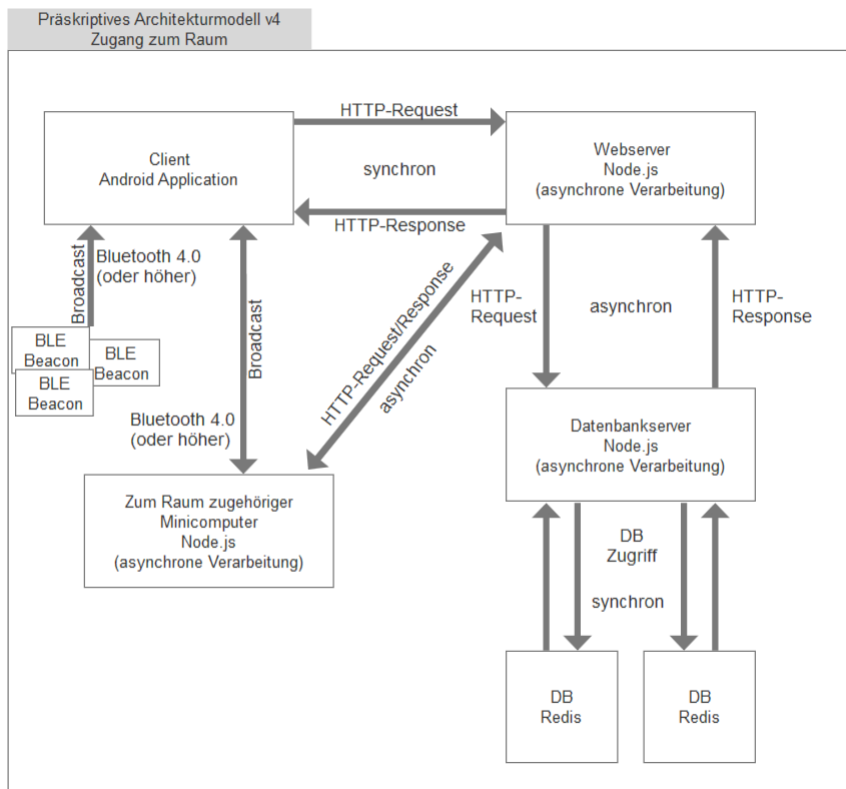 Präskriptives Architekturmodell v4
Zugang zum Raum
HTTP-Request
Client
Android Application
synchron
Webserver
Node.js
(asynchrone Verarbeitung)
HTTP-Response
Broadcast
Bluetooth 4.0
(oder höher)
Broadcast
HTTP-Request/Response
asynchron
HTTP-
Request
asynchron
HTTP-
Response
BLE
Beacon
BLE
Beacon
BLE
Beacon
Bluetooth 4.0
(oder höher)
Datenbankserver
Node.js
(asynchrone Verarbeitung)
Zum Raum zugehöriger
Minicomputer
Node.js
(asynchrone Verarbeitung)
DB
Zugriff
synchron
DB
Redis
DB
Redis